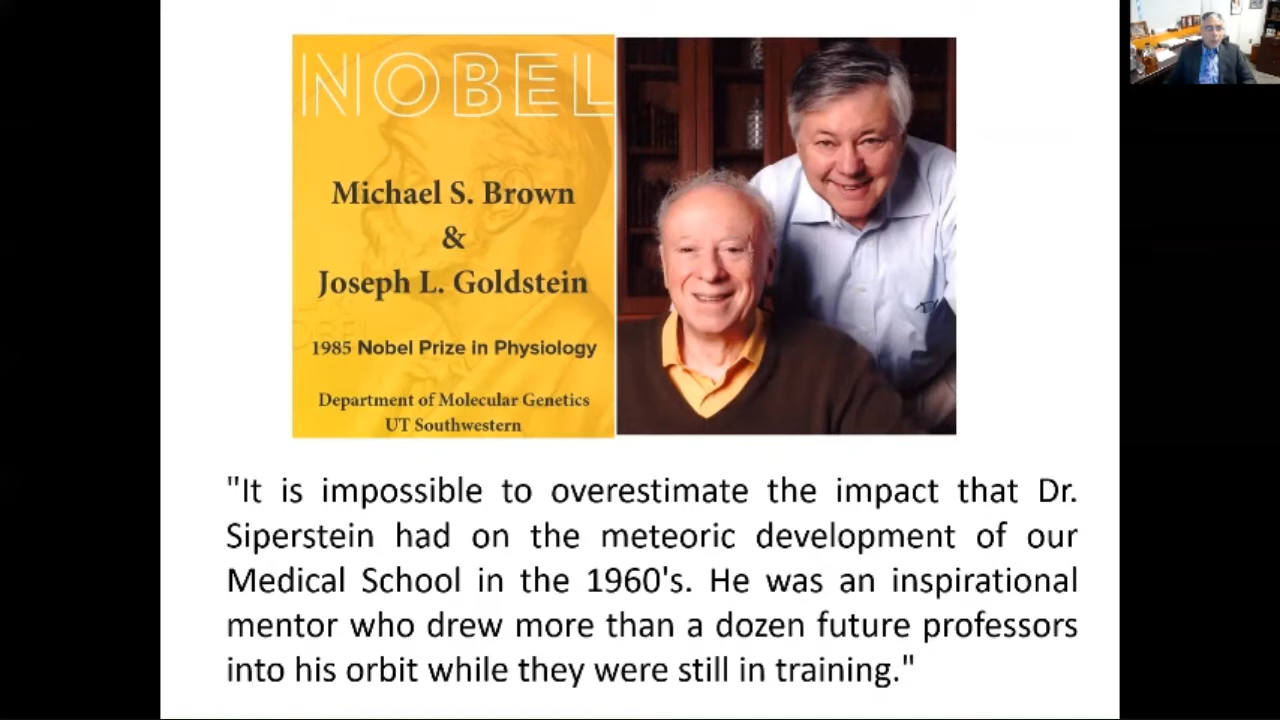 NOBEL
Michael S. Brown
&
Joseph L. Goldstein
1985 Nobel Prize in Physiology
Department of Molecular Genetics
UT Southwestern
"It is impossible to overestimate the impact that Dr.
Siperstein had on the meteoric development of our
Medical School in the 1960's. He was an inspirational
mentor who drew more than a dozen future professors
into his orbit while they were still in training."